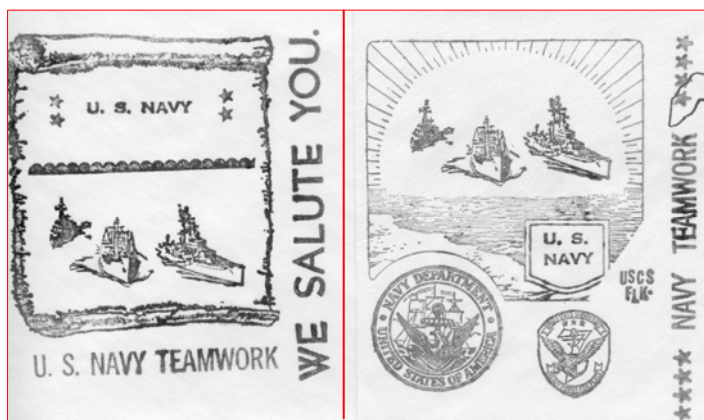 U. S. NAVY
WE SALUTE YOU.
U. S. NAVY TEAMWORK
U. S.
NAVY
USCS
NAVY DEPARTMENT
UNITED STATES OF AMERICA
NAVY TEAMWORK